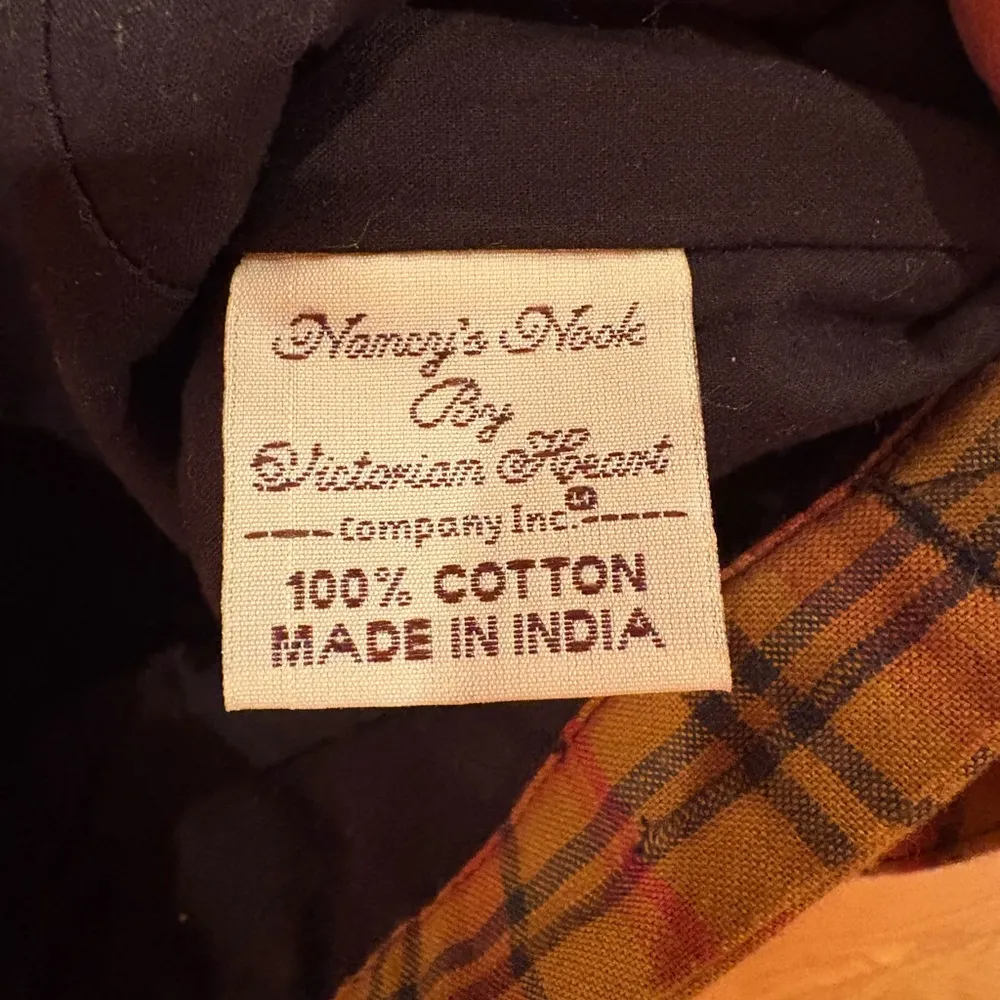 Nancy's Nook
By
Victorian Heart
Company Inc.
100% COTTON
MADE IN INDIA